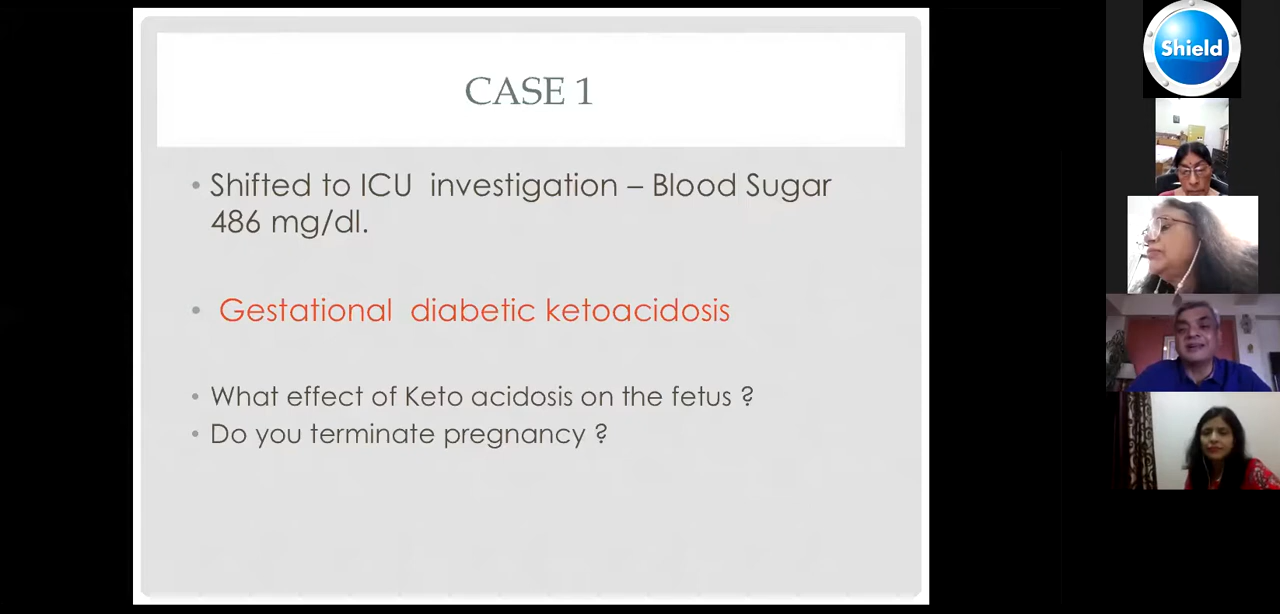 CASE 1
• Shifted to ICU investigation – Blood Sugar
486 mg/dl.
• Gestational diabetic ketoacidosis
• What effect of Keto acidosis on the fetus ?
• Do you terminate pregnancy ?
Shield